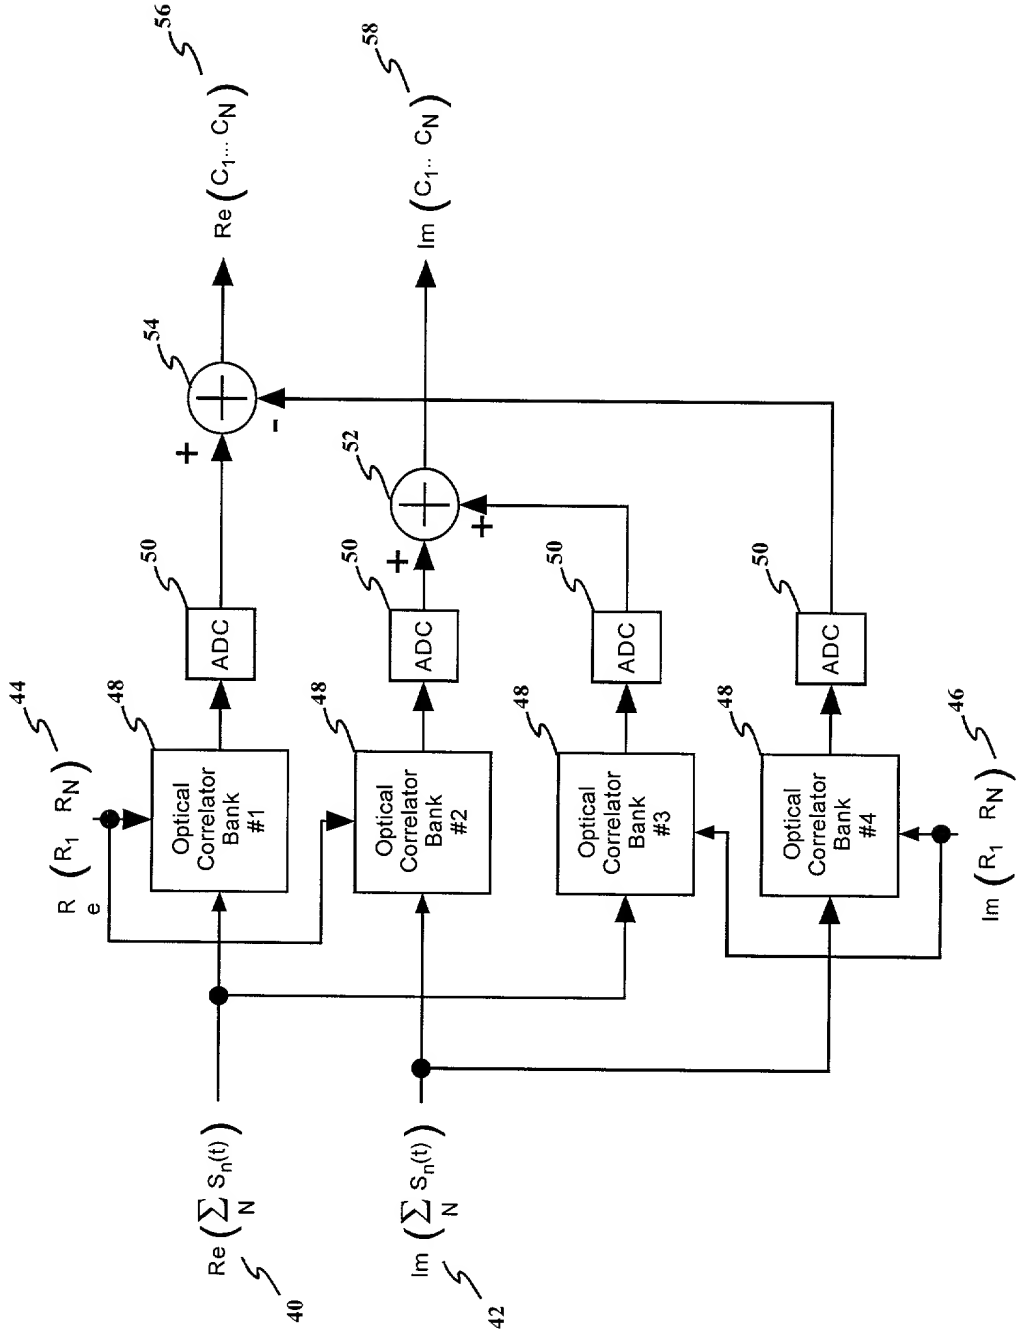 44
R
e
(R1 RN)
48
Optical
Correlator
Bank
#1
50
ADC
+
-
54
Re (C1... CN)
56
Re (∑ Sn(t))
N
40
48
Optical
Correlator
Bank
#2
50
ADC
+
+
52
Im (C1.. CN)
58
Im (∑ Sn(t))
N
42
48
Optical
Correlator
Bank
#3
50
ADC
48
Optical
Correlator
Bank
#4
50
ADC
Im (R1 RN)
46